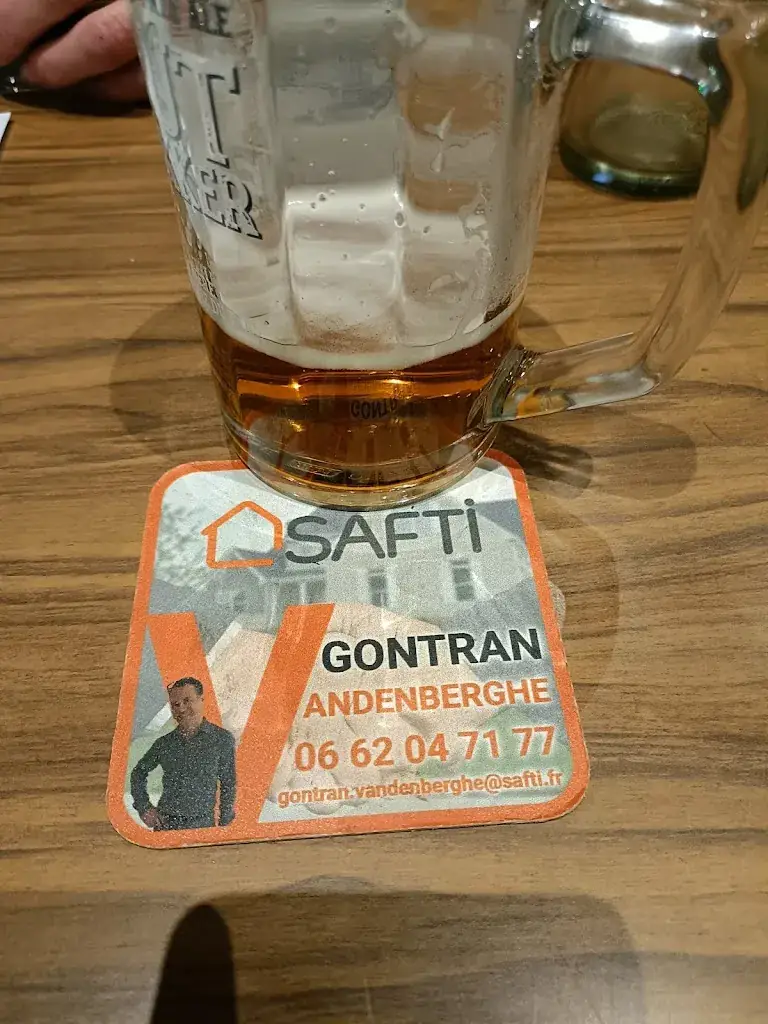 SAFTi
GONTRAN
VANDENBERGHE
06 62 04 71 77
gontran.vandenberghe@safti.fr